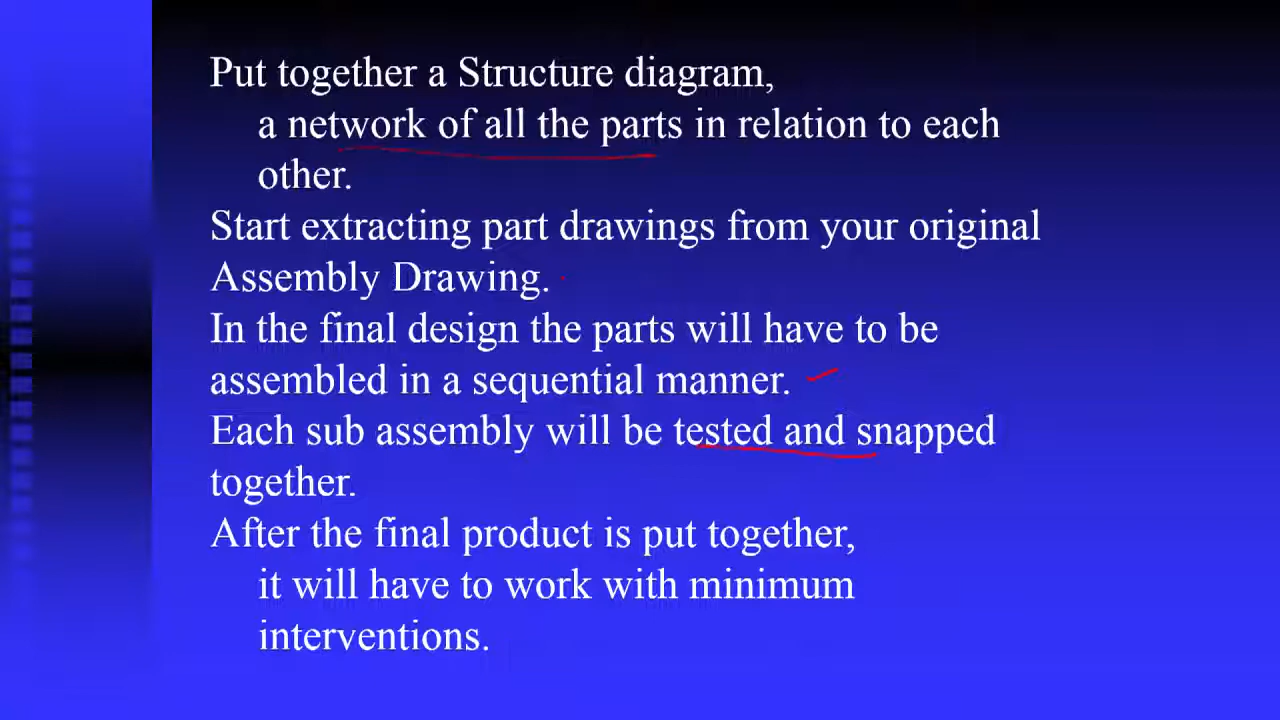 Put together a Structure diagram,
a network of all the parts in relation to each
other.
Start extracting part drawings from your original
Assembly Drawing.
In the final design the parts will have to be
assembled in a sequential manner.
Each sub assembly will be tested and snapped
together.
After the final product is put together,
it will have to work with minimum
interventions.